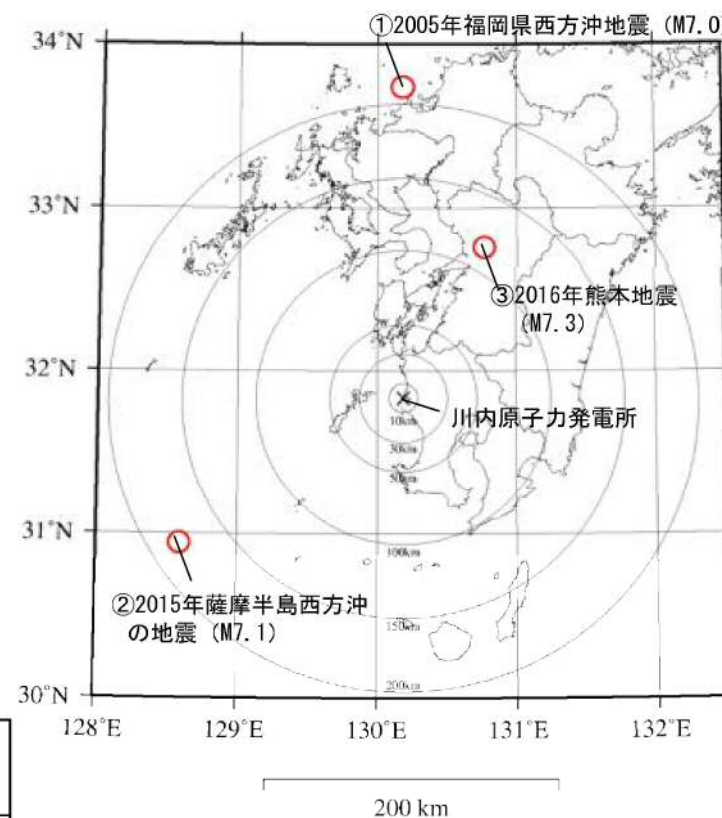 ①2005年福岡県西方沖地震（M7.0）
34°N
33°N
③2016年熊本地震
（M7.3）
32°N
川内原子力発電所
10km
30km
50km
31°N
100km
②2015年薩摩半島西方沖
の地震（M7.1）
150km
200km
30°N
128°E
129°E
130°E
131°E
132°E
200 km